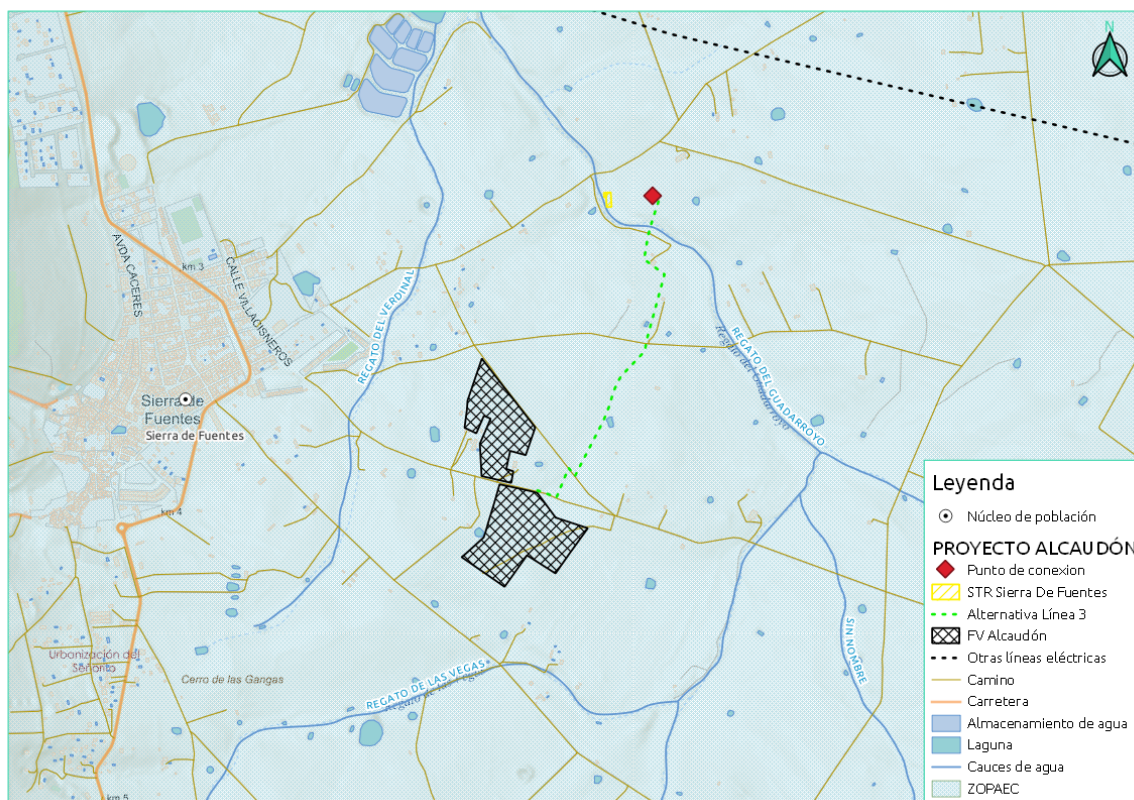 N
AVDA CACERES
km 3
CALLE VILLACISNEROS
REGATO DEL VERDINAL
REGATO DEL GUADARROYO
Regato del Guadarroyo
Sierra de
Fuentes
Sierra de Fuentes
km 4
Urbanización del
Señorito
Cerro de las Gangas
REGATO DE LAS VEGAS
Regato de las Vegas
SIN NOMBRE
km 5
Leyenda
Núcleo de población
PROYECTO ALCAUDÓN
Punto de conexion
STR Sierra De Fuentes
Alternativa Línea 3
FV Alcaudón
Otras líneas eléctricas
Camino
Carretera
Almacenamiento de agua
Laguna
Cauces de agua
ZOPAEC